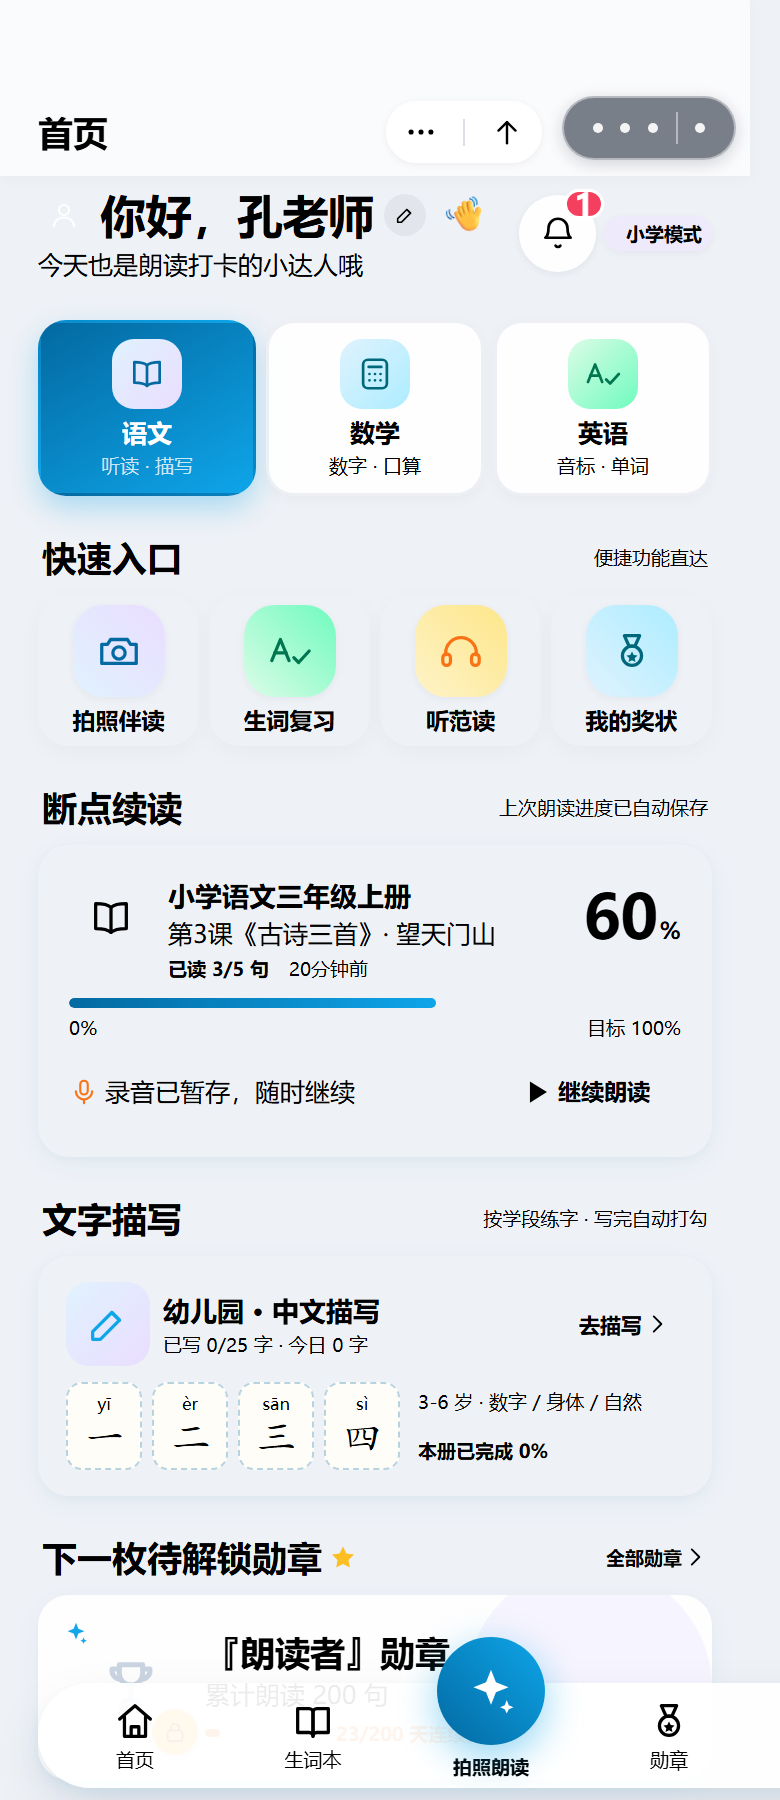 首页
你好，孔老师
1
小学模式
今天也是朗读打卡的小达人哦
语文
听读 · 描写
数学
数字 · 口算
英语
音标 · 单词
快速入口
便捷功能直达
拍照伴读
生词复习
听范读
我的奖状
断点续读
上次朗读进度已自动保存
小学语文三年级上册
第3课《古诗三首》· 望天门山
已读 3/5 句 20分钟前
60%
0%
目标 100%
录音已暂存，随时继续
继续朗读
文字描写
按学段练字 · 写完自动打勾
幼儿园 · 中文描写
已写 0/25 字 · 今日 0 字
去描写
yī
一
èr
二
sān
三
sì
四
3-6 岁 · 数字 / 身体 / 自然
本册已完成 0%
下一枚待解锁勋章
全部勋章
『朗读者』勋章
累计朗读 200 句
23/200
首页
生词本
拍照朗读
勋章